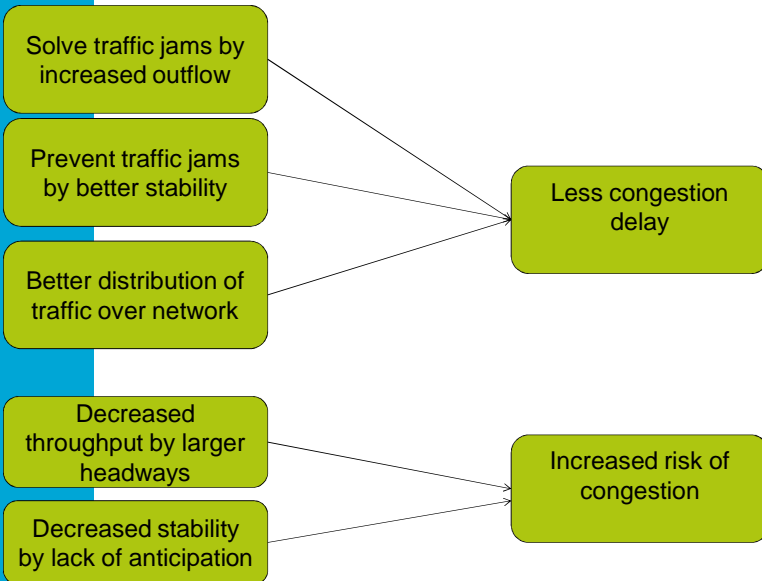 Solve traffic jams by
increased outflow
Prevent traffic jams
by better stability
Better distribution of
traffic over network
Less congestion
delay
Decreased
throughput by larger
headways
Decreased stability
by lack of anticipation
Increased risk of
congestion